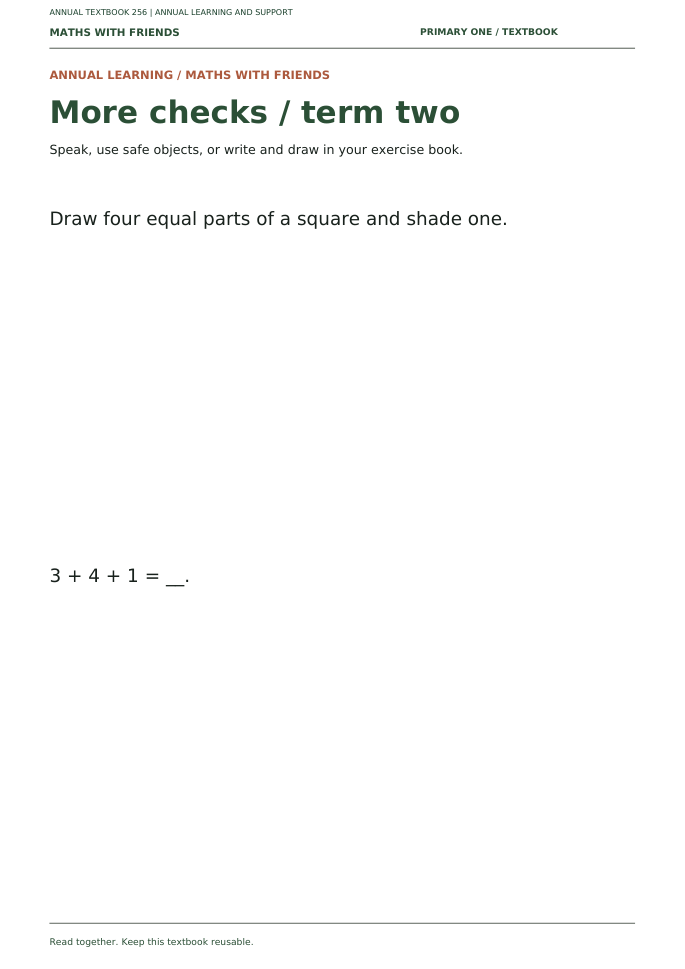 ANNUAL TEXTBOOK 256 | ANNUAL LEARNING AND SUPPORT
MATHS WITH FRIENDS
PRIMARY ONE / TEXTBOOK
ANNUAL LEARNING / MATHS WITH FRIENDS
More checks / term two
Speak, use safe objects, or write and draw in your exercise book.
Draw four equal parts of a square and shade one.
3 + 4 + 1 = __.
Read together. Keep this textbook reusable.